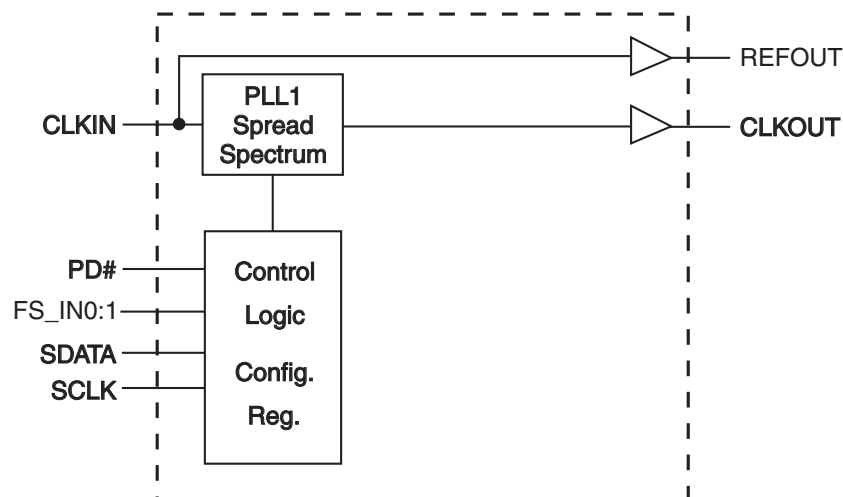 REFOUT
CLKIN
PLL1
Spread
Spectrum
CLKOUT
PD#
FS_IN0:1
SDATA
SCLK
Control
Logic
Config.
Reg.